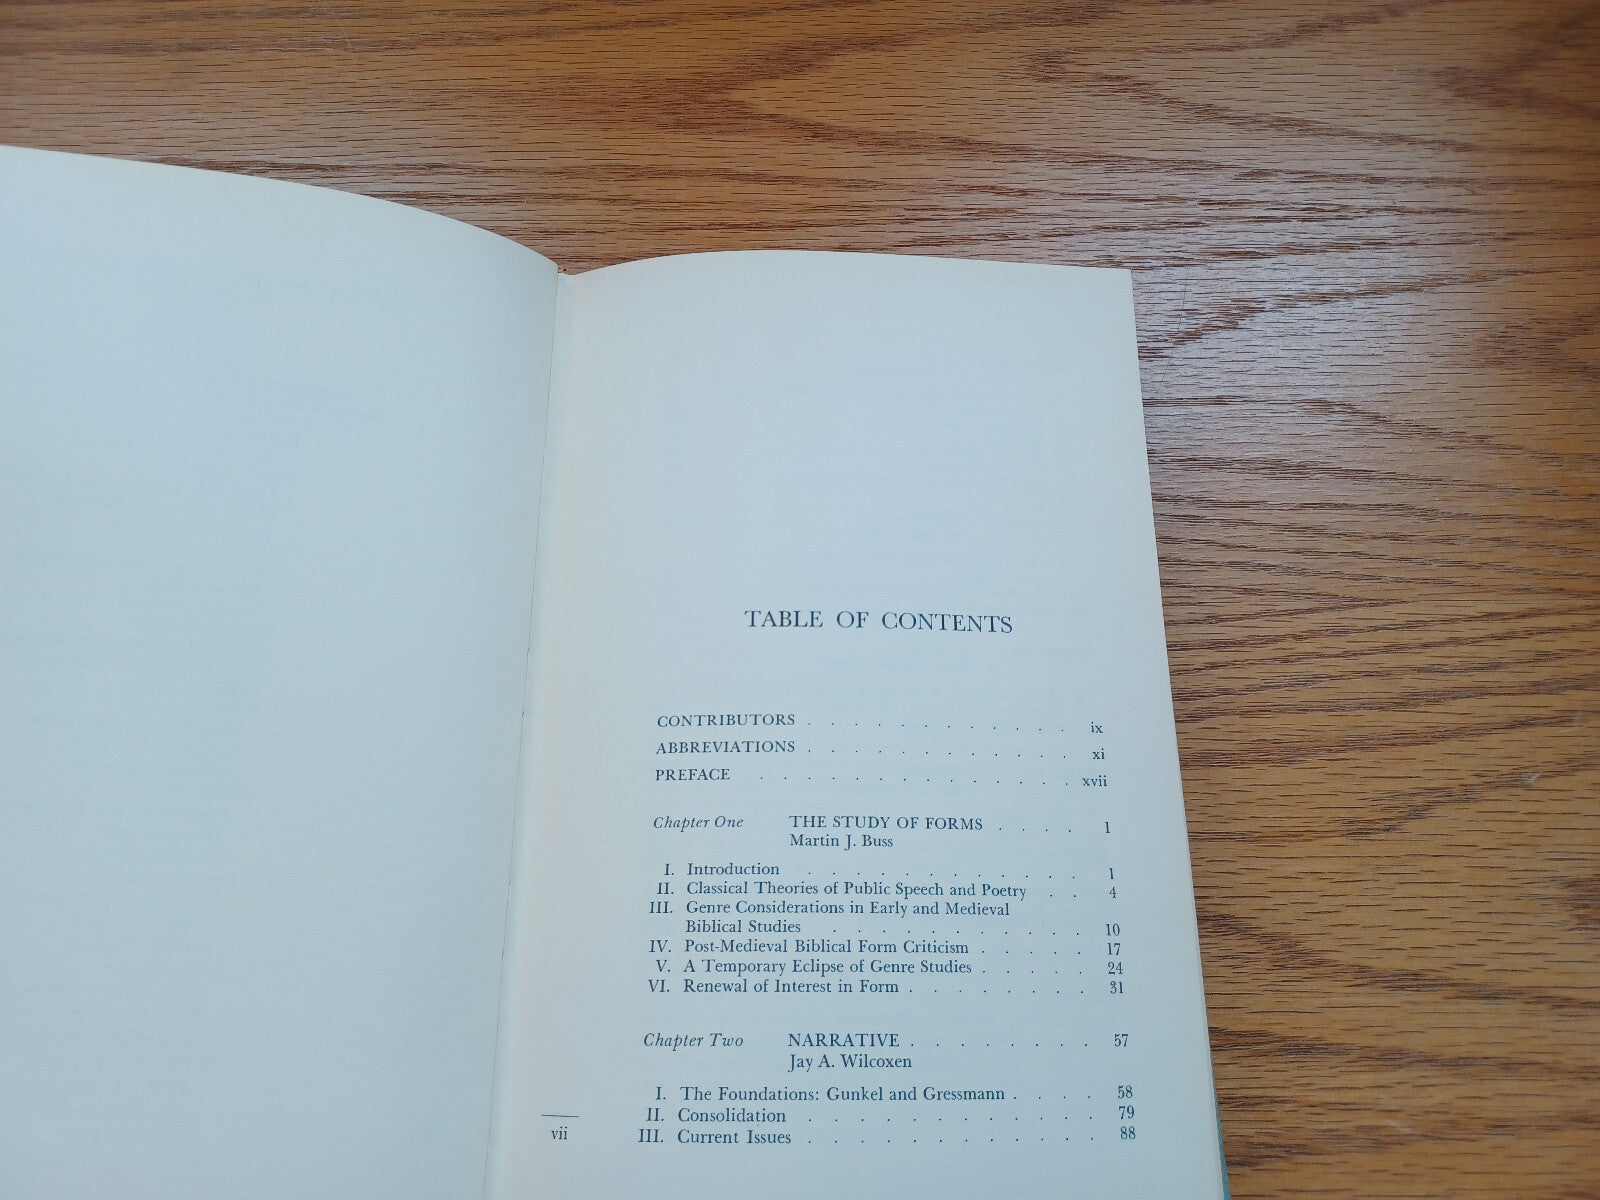 TABLE OF CONTENTS
CONTRIBUTORS . . . . . . . . . . . . ix
ABBREVIATIONS . . . . . . . . . . . . xi
PREFACE . . . . . . . . . . . . . . xvii
Chapter One THE STUDY OF FORMS . . . . 1
Martin J. Buss
I. Introduction . . . . . . . . . . . . 1
II. Classical Theories of Public Speech and Poetry . . 4
III. Genre Considerations in Early and Medieval
Biblical Studies . . . . . . . . . . . 10
IV. Post-Medieval Biblical Form Criticism . . . . . 17
V. A Temporary Eclipse of Genre Studies . . . . . 24
VI. Renewal of Interest in Form . . . . . . . . 31
Chapter Two NARRATIVE . . . . . . . . 57
Jay A. Wilcoxen
I. The Foundations: Gunkel and Gressmann . . . . 58
II. Consolidation . . . . . . . . . . . . 79
III. Current Issues . . . . . . . . . . . . 88
vii